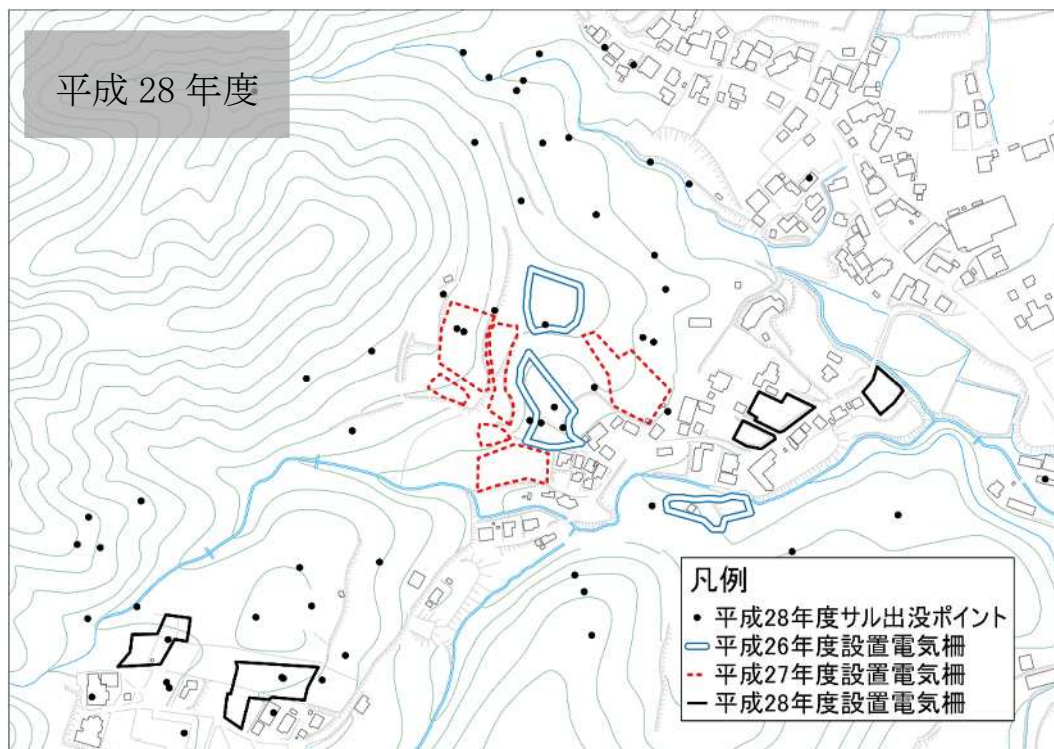 平成 28 年度
凡例
平成28年度サル出没ポイント
平成26年度設置電気柵
平成27年度設置電気柵
平成28年度設置電気柵